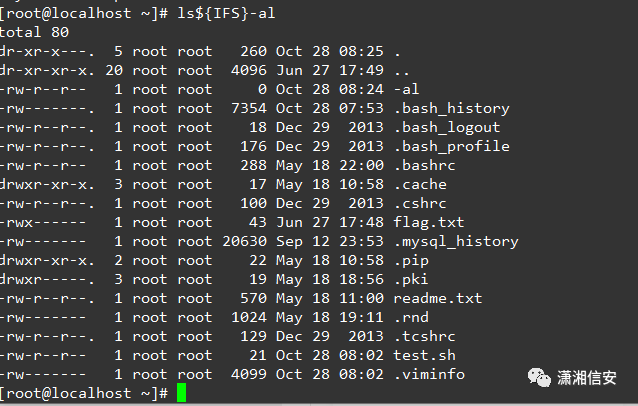 [root@localhost ~]# ls${IFS}-al
total 80
dr-xr-x---.  5 root root   260 Oct 28 08:25 .
dr-xr-xr-x. 20 root root  4096 Jun 27 17:49 ..
-rw-r--r--   1 root root     0 Oct 28 08:24 -al
-rw-------.  1 root root  7354 Oct 28 07:53 .bash_history
-rw-r--r--.  1 root root    18 Dec 29  2013 .bash_logout
-rw-r--r--.  1 root root   176 Dec 29  2013 .bash_profile
-rw-r--r--   1 root root   288 May 18 22:00 .bashrc
drwxr-xr-x.  3 root root    17 May 18 10:58 .cache
-rw-r--r--.  1 root root   100 Dec 29  2013 .cshrc
-rwx------   1 root root    43 Jun 27 17:48 flag.txt
-rw-------   1 root root 20630 Sep 12 23:53 .mysql_history
drwxr-xr-x.  2 root root    22 May 18 10:58 .pip
drwxr-----.  3 root root    19 May 18 18:56 .pki
-rw-r--r--.  1 root root   570 May 18 11:00 readme.txt
-rw-------   1 root root  1024 May 18 19:11 .rnd
-rw-r--r--.  1 root root   129 Dec 29  2013 .tcshrc
-rw-r--r--   1 root root    21 Oct 28 08:02 test.sh
-rw-------   1 root root  4099 Oct 28 08:02 .viminfo
[root@localhost ~]#
潇湘信安